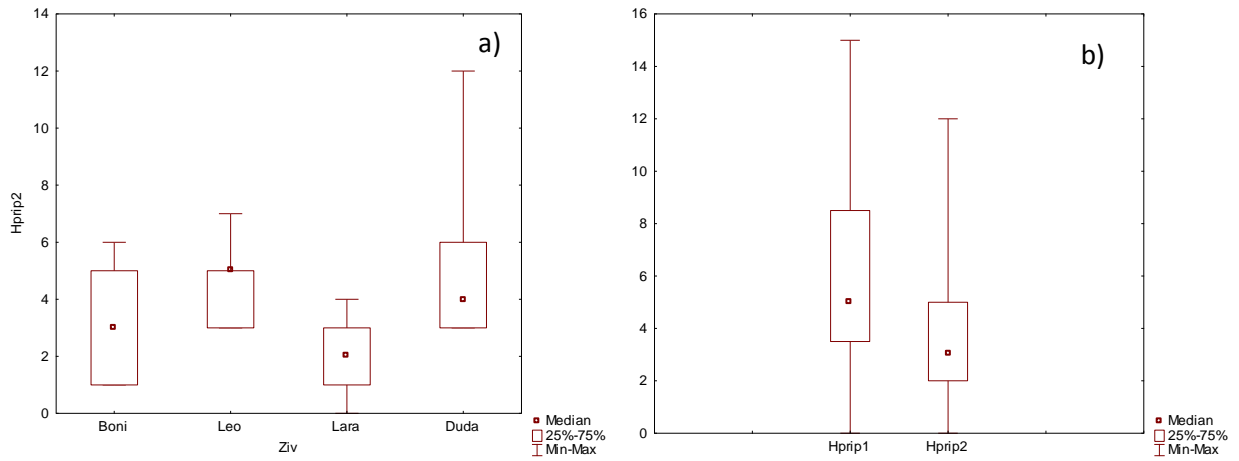 a)
14
12
10
8
6
4
2
0
Hprip2
Boni Leo Lara Duda
Ziv
Median
25%-75%
Min-Max
b)
16
14
12
10
8
6
4
2
0
Hprip1 Hprip2
Median
25%-75%
Min-Max